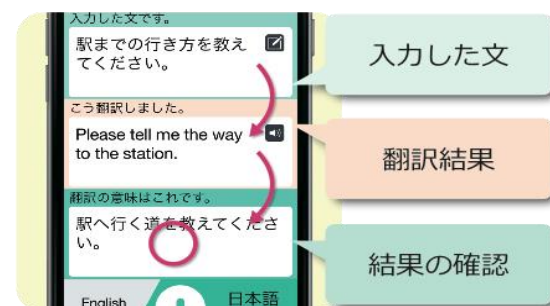 入力した文です。
駅までの行き方を教え
てください。
こう翻訳しました。
Please tell me the way
to the station.
翻訳の意味はこれです。
駅へ行く道を教えてくださ
い。
English
日本語
入力した文
翻訳結果
結果の確認